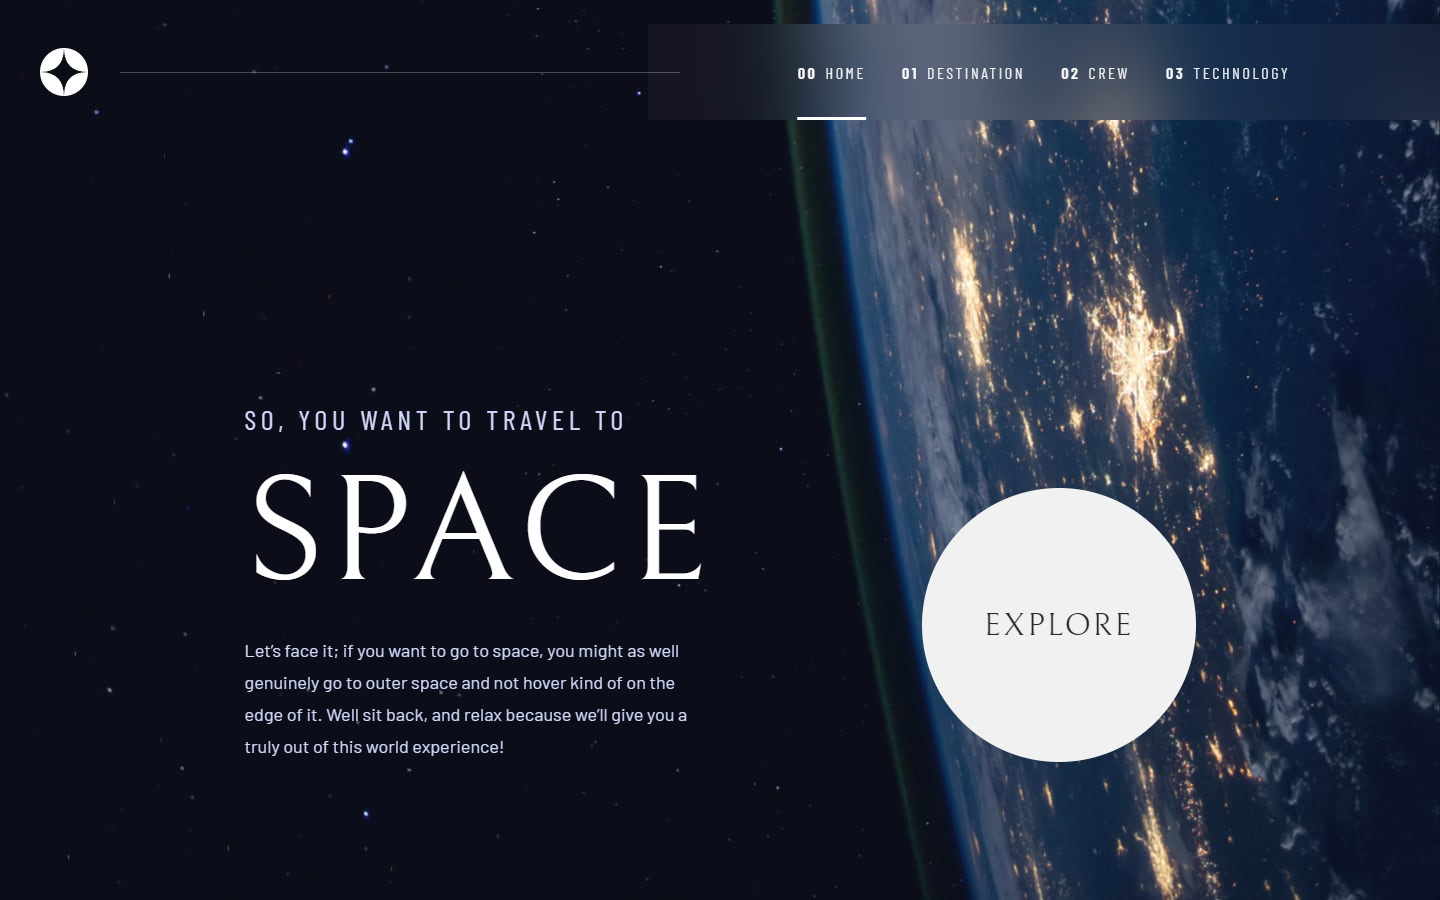 00 HOME 01 DESTINATION 02 CREW 03 TECHNOLOGY
SO, YOU WANT TO TRAVEL TO
SPACE
Let’s face it; if you want to go to space, you might as well
genuinely go to outer space and not hover kind of on the
edge of it. Well sit back, and relax because we’ll give you a
truly out of this world experience!
EXPLORE